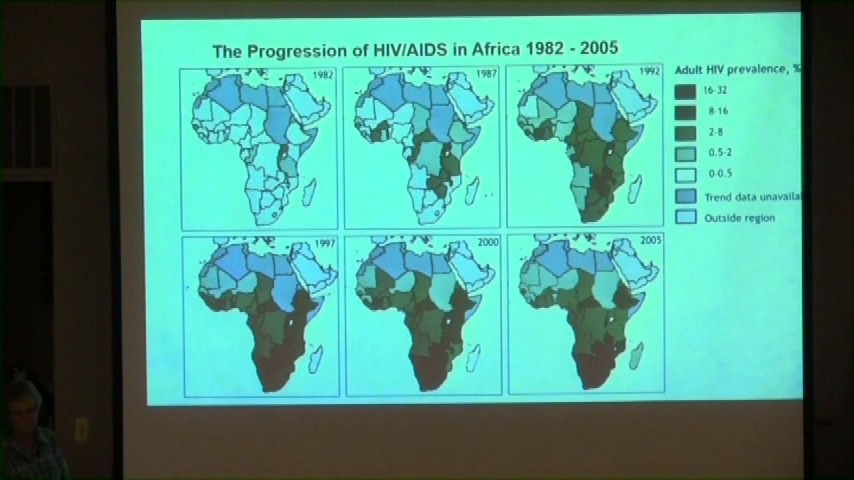 The Progression of HIV/AIDS in Africa 1982 - 2005
1982
1987
1992
Adult HIV prevalence, %
16-32
8-16
2-8
0.5-2
0-0.5
Trend data unavaila
Outside region
1997
2000
2005